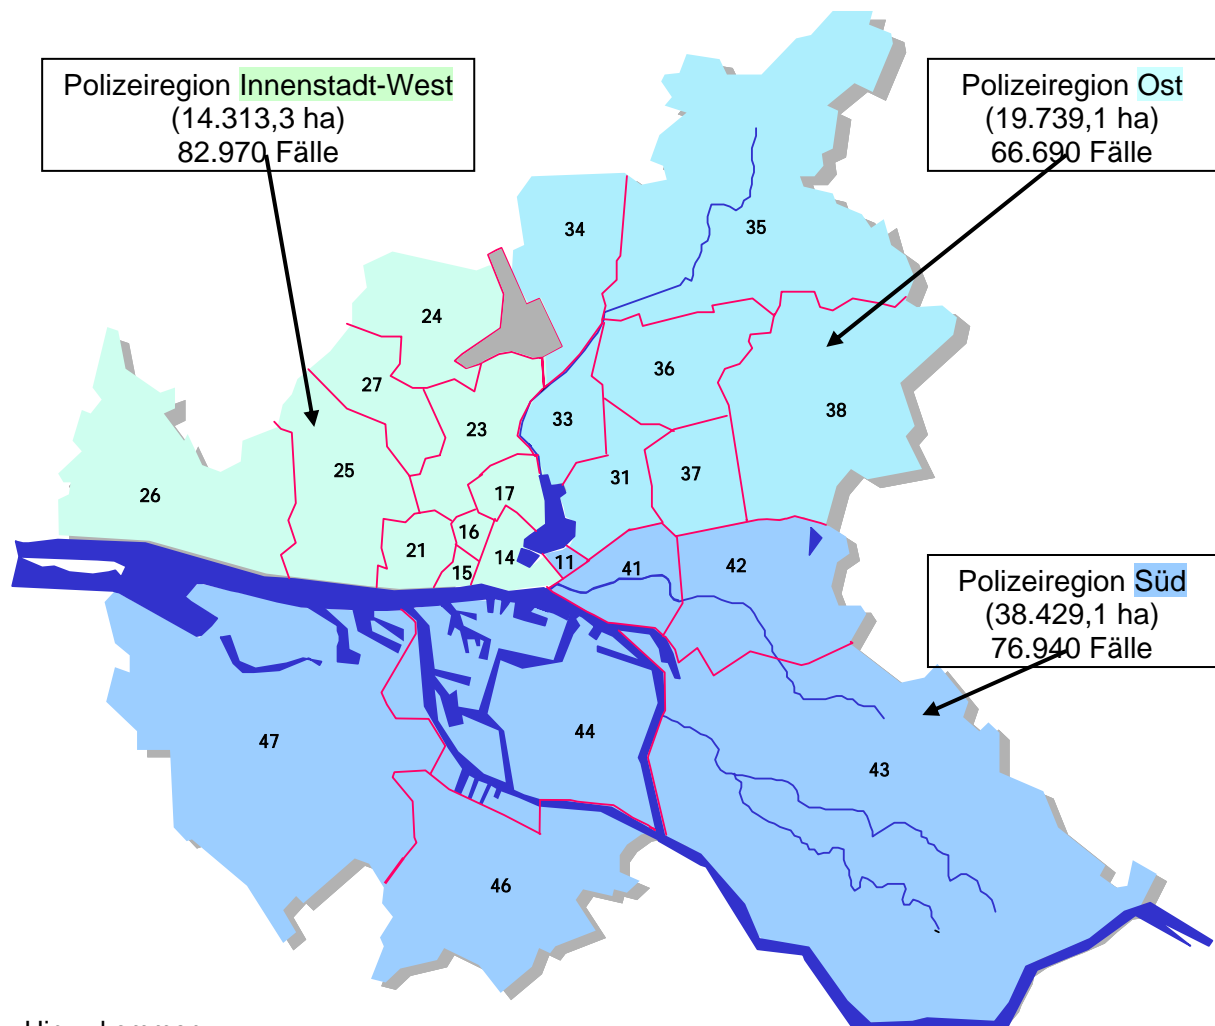 Polizeiregion Innenstadt-West
(14.313,3 ha)
82.970 Fälle
Polizeiregion Ost
(19.739,1 ha)
66.690 Fälle
34
35
24
27
36
38
33
23
25
31
37
26
17
16
21
14
11
15
41
42
Polizeiregion Süd
(38.429,1 ha)
76.940 Fälle
47
44
43
46